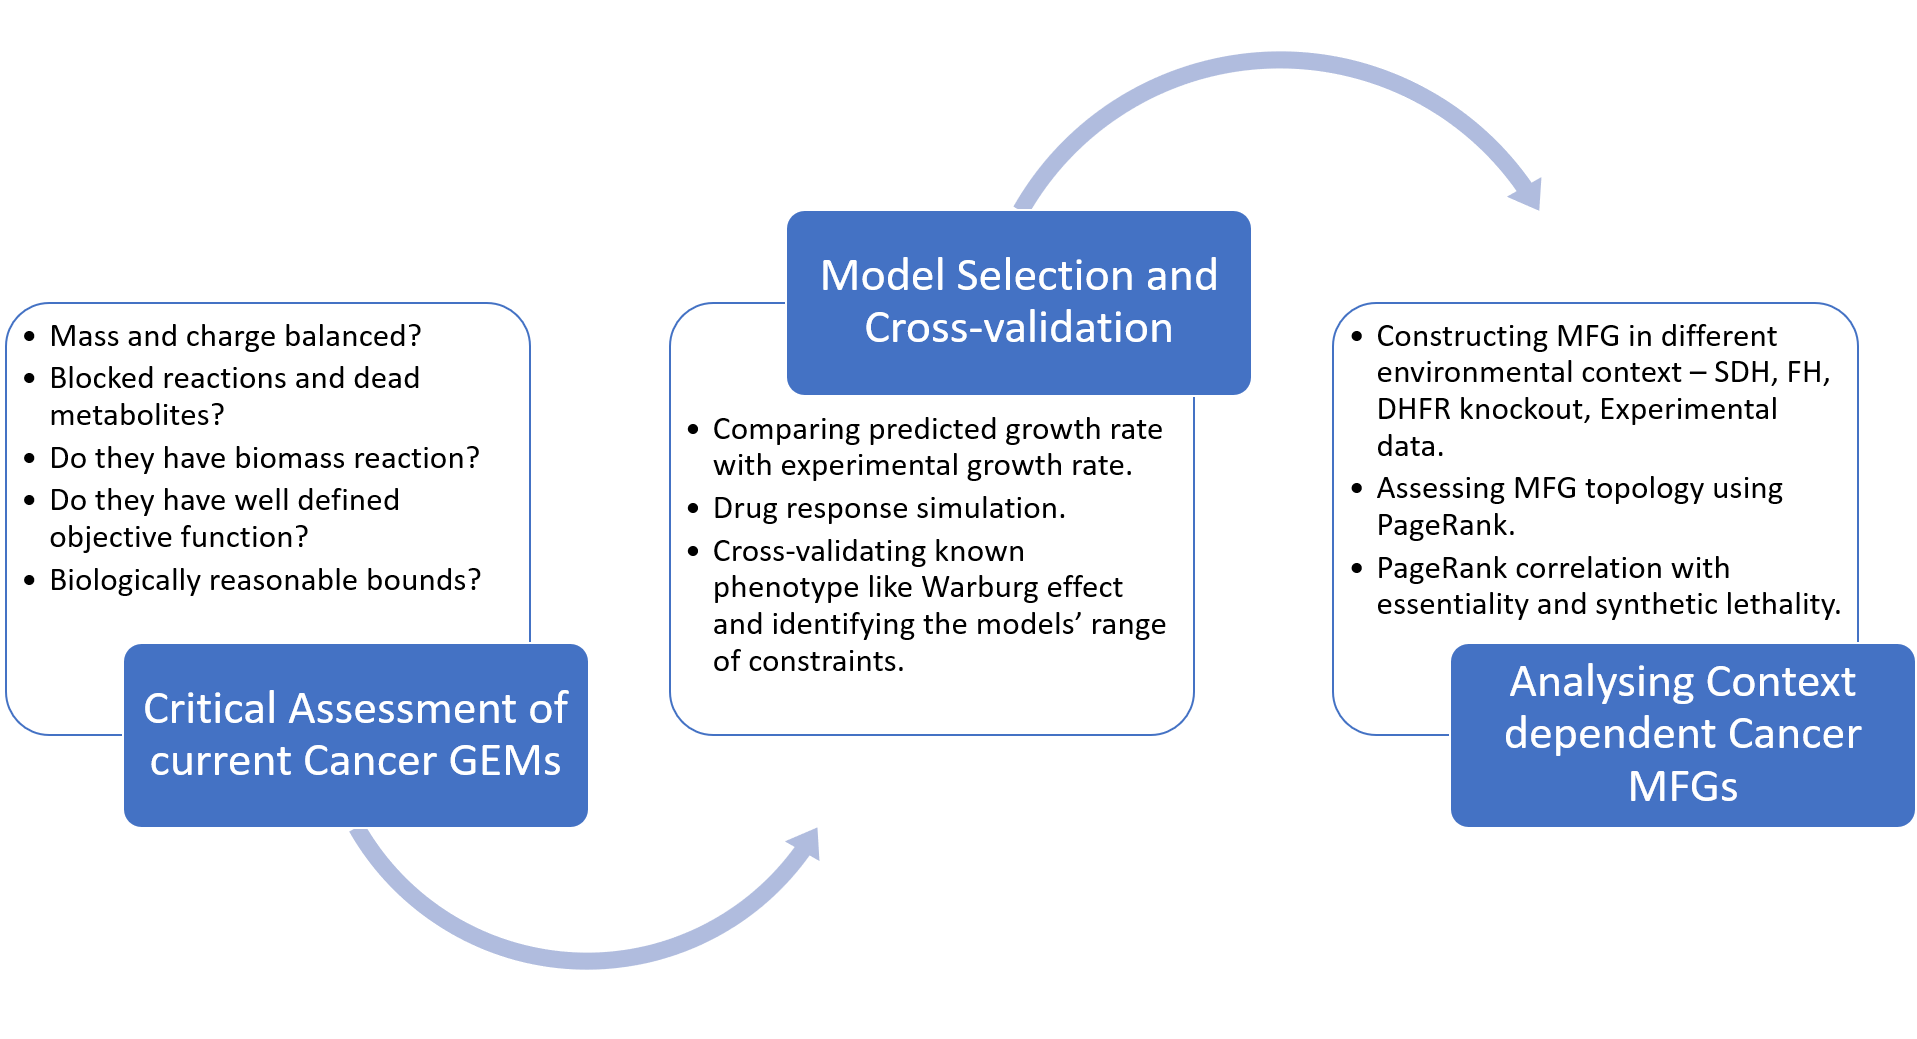 • Mass and charge balanced?
• Blocked reactions and dead
metabolites?
• Do they have biomass reaction?
• Do they have well defined
objective function?
• Biologically reasonable bounds?
Critical Assessment of
current Cancer GEMs
Model Selection and
Cross-validation
• Comparing predicted growth rate
with experimental growth rate.
• Drug response simulation.
• Cross-validating known
phenotype like Warburg effect
and identifying the models’ range
of constraints.
• Constructing MFG in different
environmental context – SDH, FH,
DHFR knockout, Experimental
data.
• Assessing MFG topology using
PageRank.
• PageRank correlation with
essentiality and synthetic lethality.
Analysing Context
dependent Cancer
MFGs